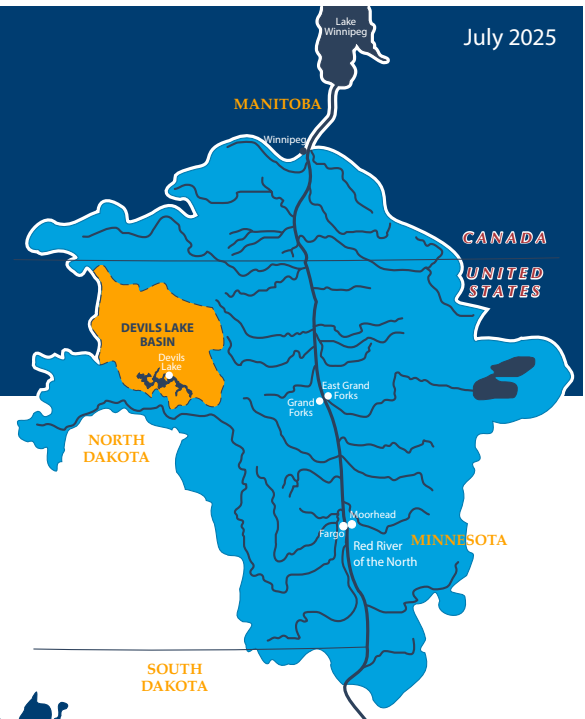 Lake
Winnipeg
July 2025
MANITOBA
Winnipeg
CANADA
UNITED
STATES
DEVILS LAKE
BASIN
Devils
Lake
East Grand
Forks
Grand
Forks
NORTH
DAKOTA
Moorhead
Fargo
MINNESOTA
Red River
of the North
SOUTH
DAKOTA